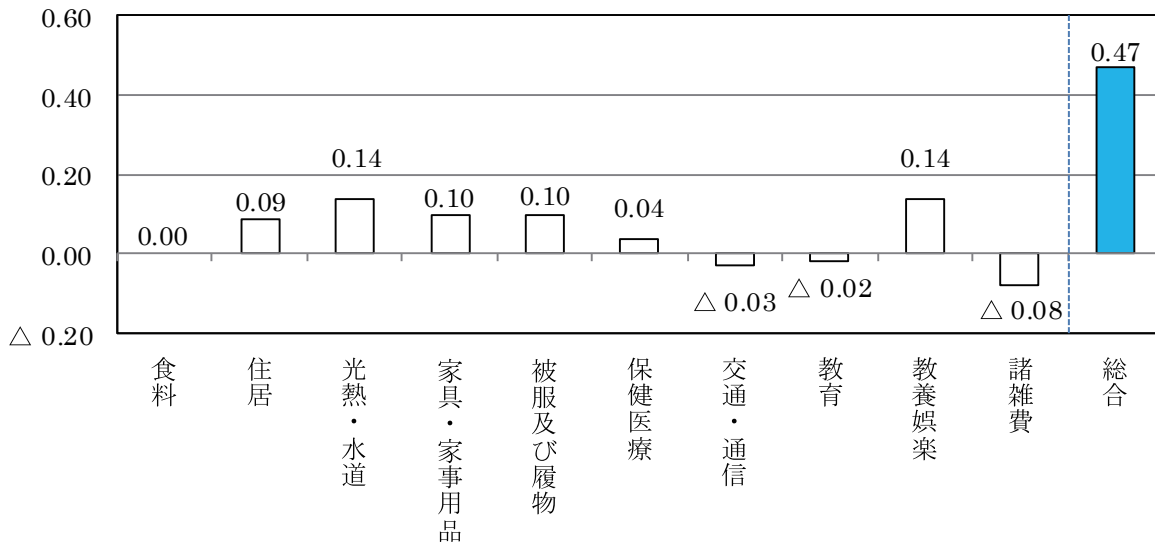 0.60
0.40
0.20
0.00
△ 0.20
0.00
0.09
0.14
0.10
0.10
0.04
△ 0.03
△ 0.02
0.14
△ 0.08
0.47
食料
住居
光熱・水道
家具・家事用品
被服及び履物
保健医療
交通・通信
教育
教養娯楽
諸雑費
総合